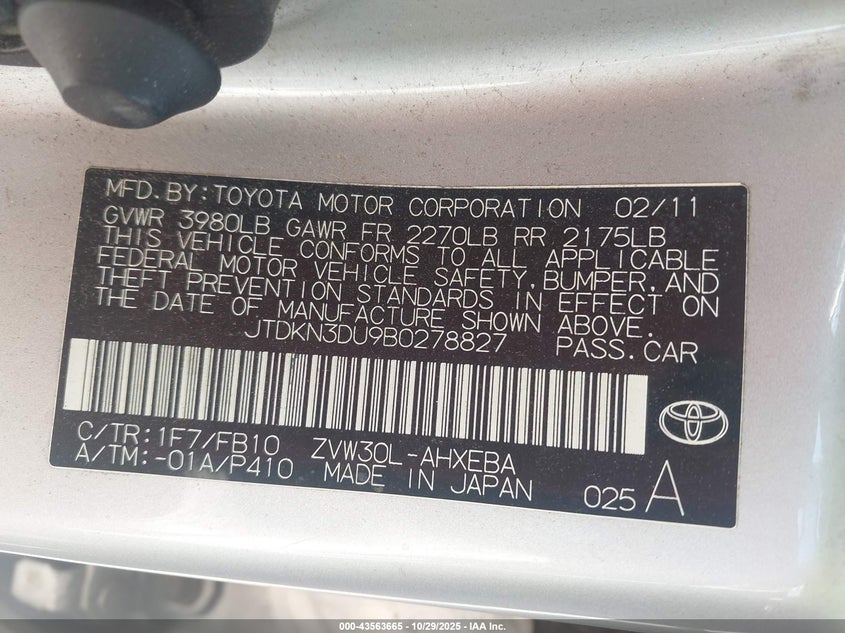 MFD. BY: TOYOTA MOTOR CORPORATION 02/11
GVWR 3980LB GAWR FR 2270LB RR 2175LB
THIS VEHICLE CONFORMS TO ALL APPLICABLE
FEDERAL MOTOR VEHICLE SAFETY, BUMPER, AND
THEFT PREVENTION STANDARDS IN EFFECT ON
THE DATE OF MANUFACTURE SHOWN ABOVE.
JTDKN3DU9B0278827 PASS. CAR
C/TR: 1F7/FB10 ZVW30L-AHXEBA
A/TM: -01A/P410 MADE IN JAPAN
025 A
000-43563665 - 10/29/2025 - IAA Inc.